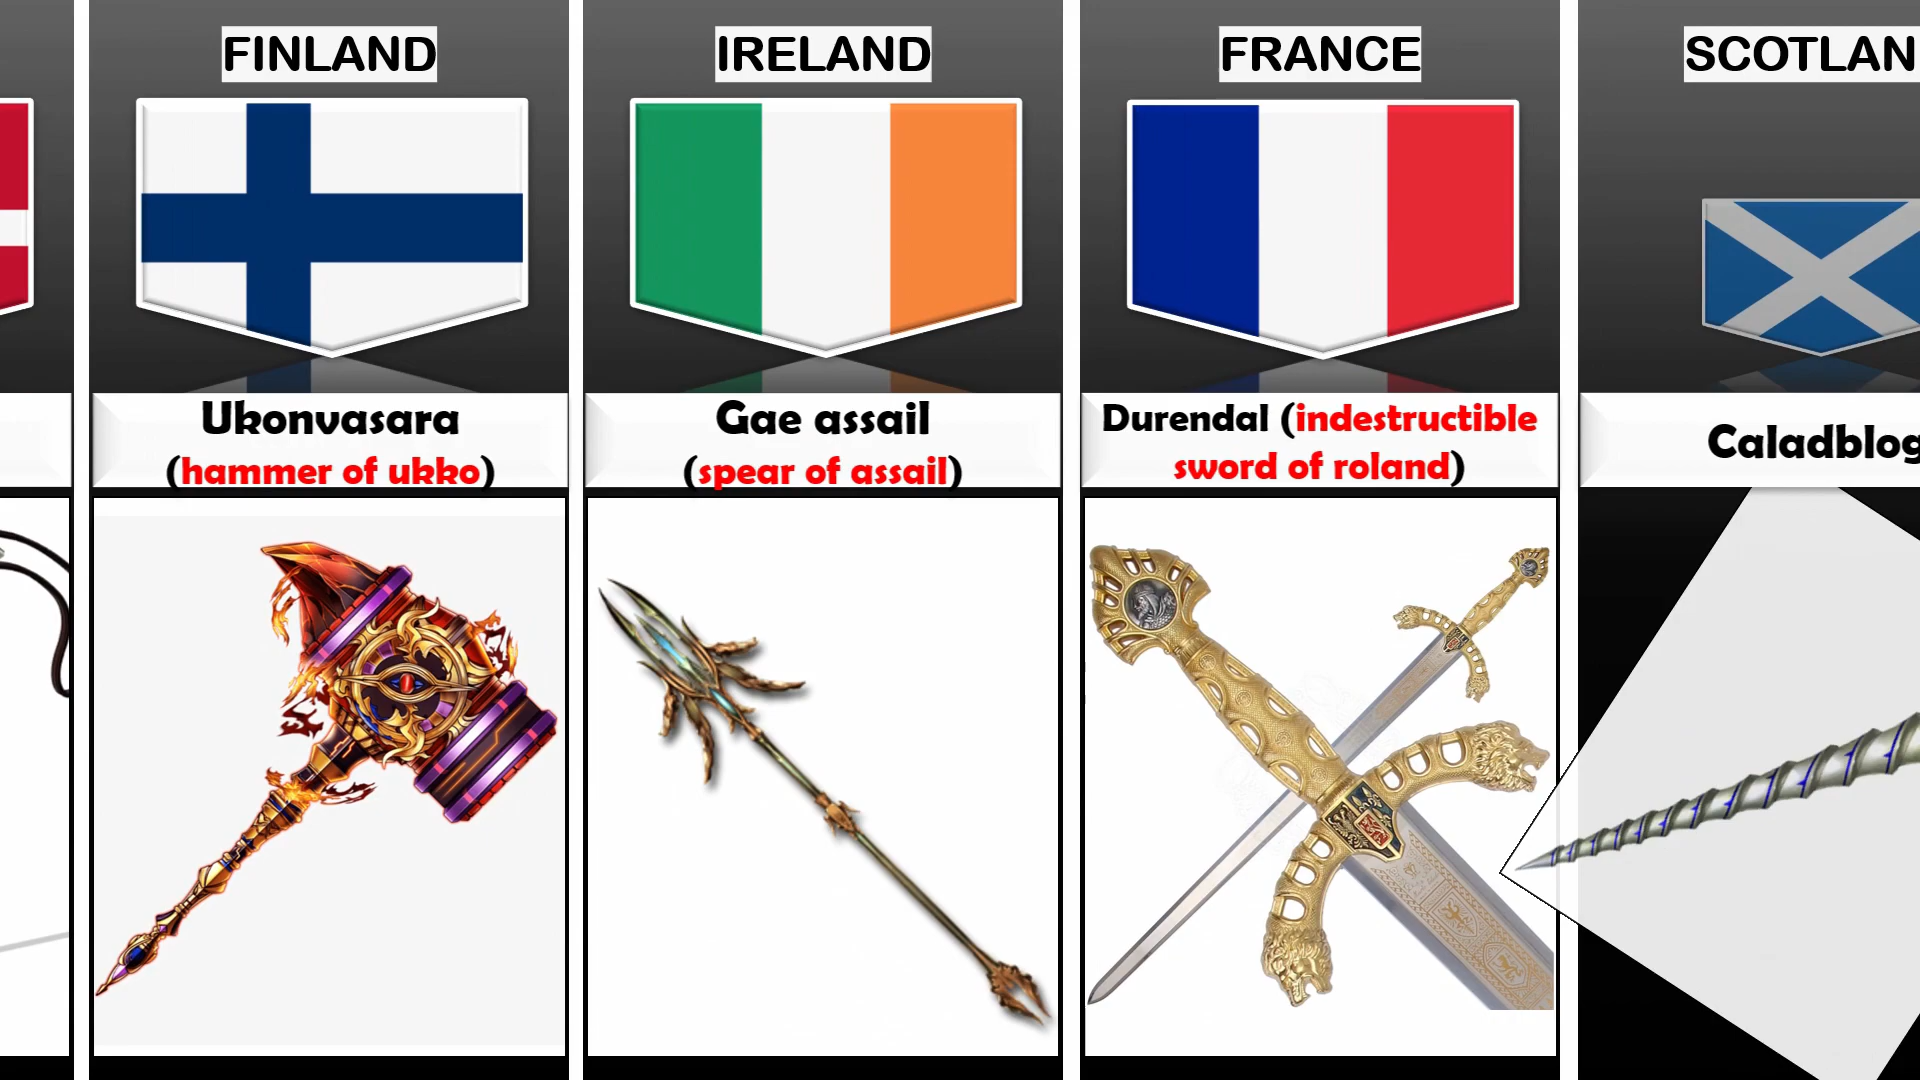 FINLAND
Ukonvasara
(hammer of ukko)
IRELAND
Gae assail
(spear of assail)
FRANCE
Durendal (indestructible
sword of roland)
SCOTLAN
Caladblog